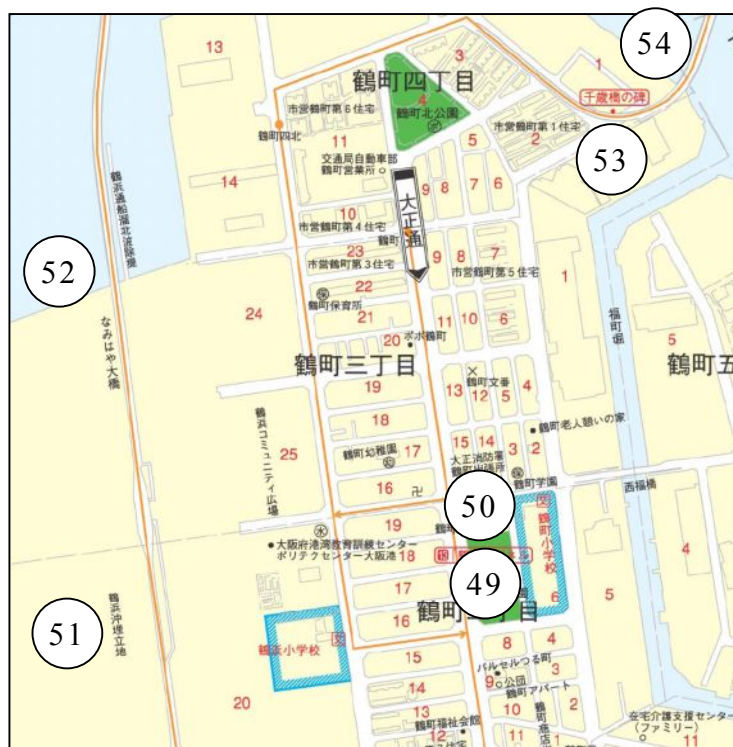 13
54
3
1
鶴町四丁目
千歳橋の碑
4
市営鶴町第6住宅
鶴町北公園
市営鶴町第1住宅
鶴町四北
11
5
2
53
交通局自動車部
鶴町営業所
14
9
8
7
6
大正通
10
市営鶴町第4住宅
鶴町
23
9
8
7
市営鶴町第3住宅
市営鶴町第5住宅
1
52
22
鶴町保育所
24
21
11
10
6
福町堀
5
20
ポポ鶴町
鶴町三丁目
鶴町五
鶴浜通船溜北波除堤
なみはや大橋
19
13
12
5
4
鶴町交番
18
鶴浜コミュニティ広場
鶴町老人憩いの家
25
鶴町幼稚園
17
15
14
3
2
大正消防署
鶴町出張所
鶴町学園
16
卍
西福橋
50
文
19
水
鶴町小学校
大阪府港湾教育訓練センター
ポリテクセンター大阪港
18
4
49
17
6
5
51
鶴浜沖埋立地
16
文
鶴浜小学校
15
8
4
パルセルつる町
3
20
14
9
公団
鶴町アパート
13
10
2
鶴町福祉会館
在宅介護支援センター
(ファミリー)
12
11
1
11